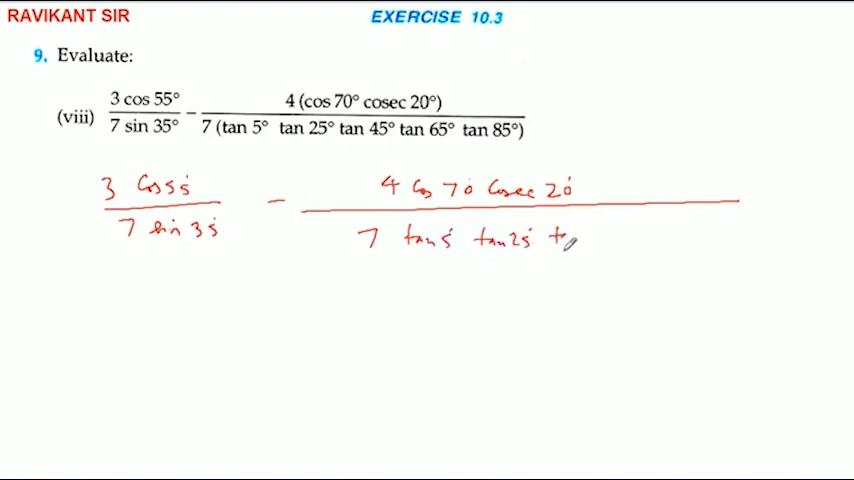 RAVIKANT SIR EXERCISE 10.3
9. Evaluate:
3 cos 55° 4 (cos 70° cosec 20°)
(viii) –
7 sin 35° 7 (tan 5° tan 25° tan 45° tan 65° tan 85°)
3 Cos 55° 4 Cos 70° Cosec 20°
–
7 sin 35° 7 tan 5° tan 25° t